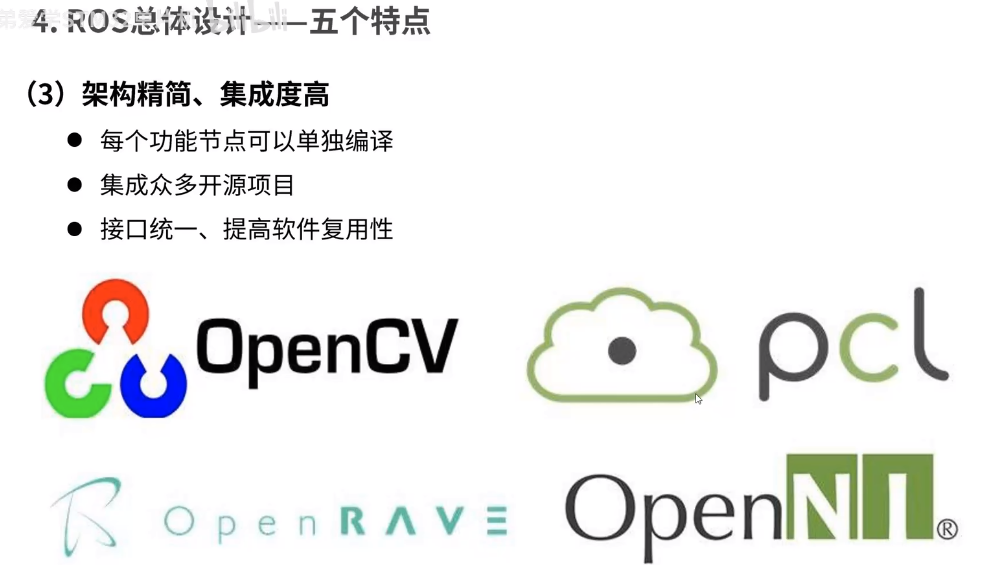 4. ROS总体设计——五个特点
（3）架构精简、集成度高
● 每个功能节点可以单独编译
● 集成众多开源项目
● 接口统一、提高软件复用性
OpenCV
pcl
OpenRAVE
OpenNI®